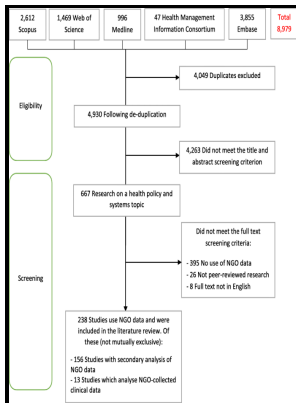 2,612
Scopus
1,469 Web of
Science
996
Medline
47 Health Management
Information Consortium
3,855
Embase
Total
8,979
4,049 Duplicates excluded
Eligibility
4,930 Following de-duplication
4,263 Did not meet the title and
abstract screening criterion
667 Research on a health policy and
systems topic
Did not meet the full text
screening criteria:
- 395 No use of NGO data
- 26 Not peer-reviewed research
- 8 Full text not in English
Screening
238 Studies use NGO data and
were included in the literature review. Of
these (not mutually exclusive):
- 156 Studies with secondary analysis of
NGO data
- 13 Studies which analyse NGO-collected
clinical data